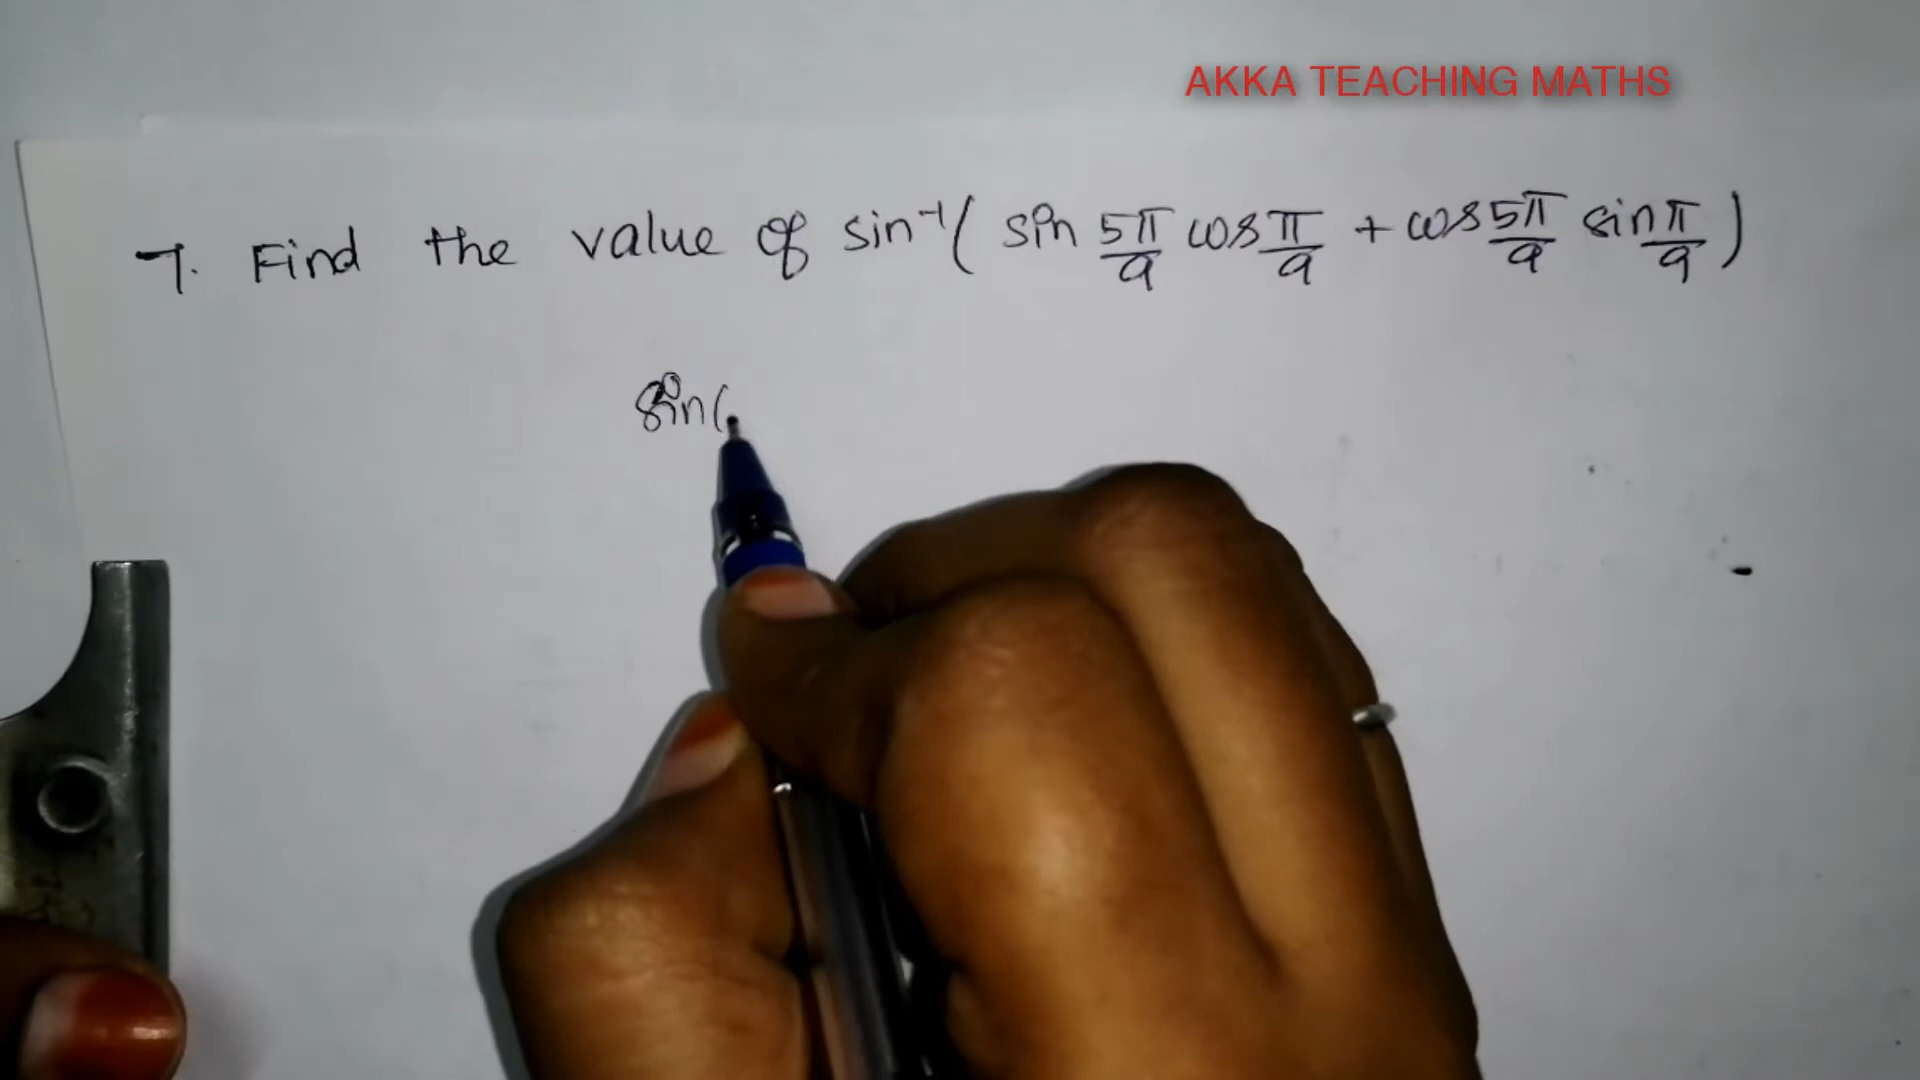 AKKA TEACHING MATHS
7. Find the value of sin⁻¹( sin 5π/9 cos π/9 + cos 5π/9 sin π/9 )
sin(